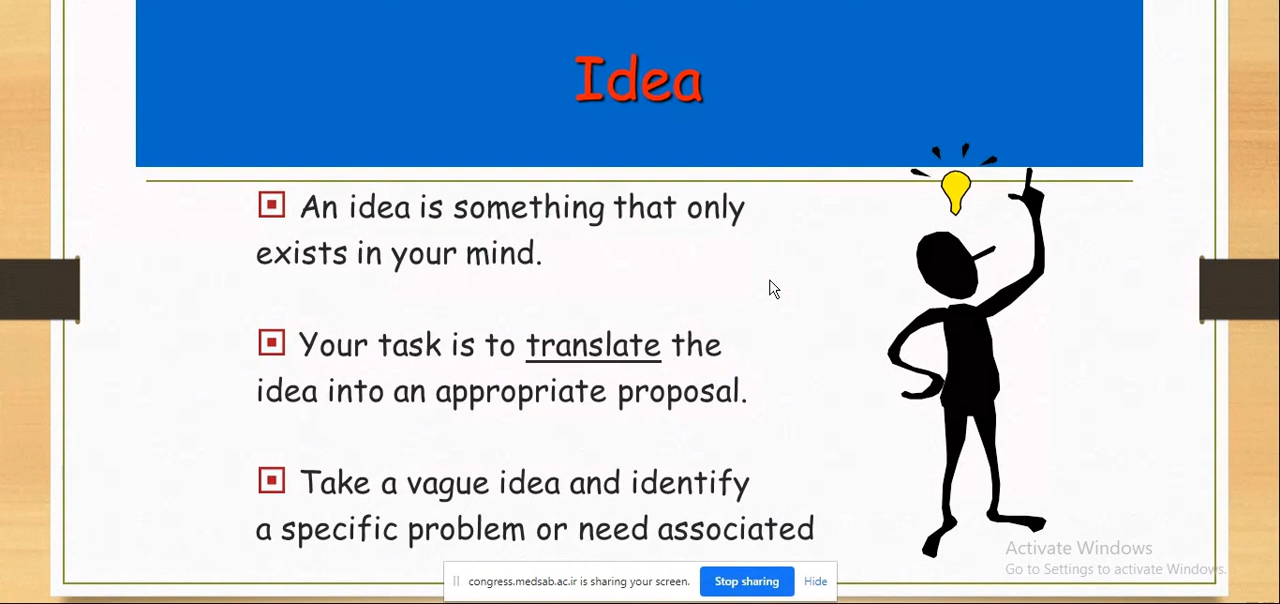 Idea
An idea is something that only
exists in your mind.
Your task is to translate the
idea into an appropriate proposal.
Take a vague idea and identify
a specific problem or need associated
Activate Windows
Go to Settings to activate Windows.
congress.medsab.ac.ir is sharing your screen. Stop sharing Hide